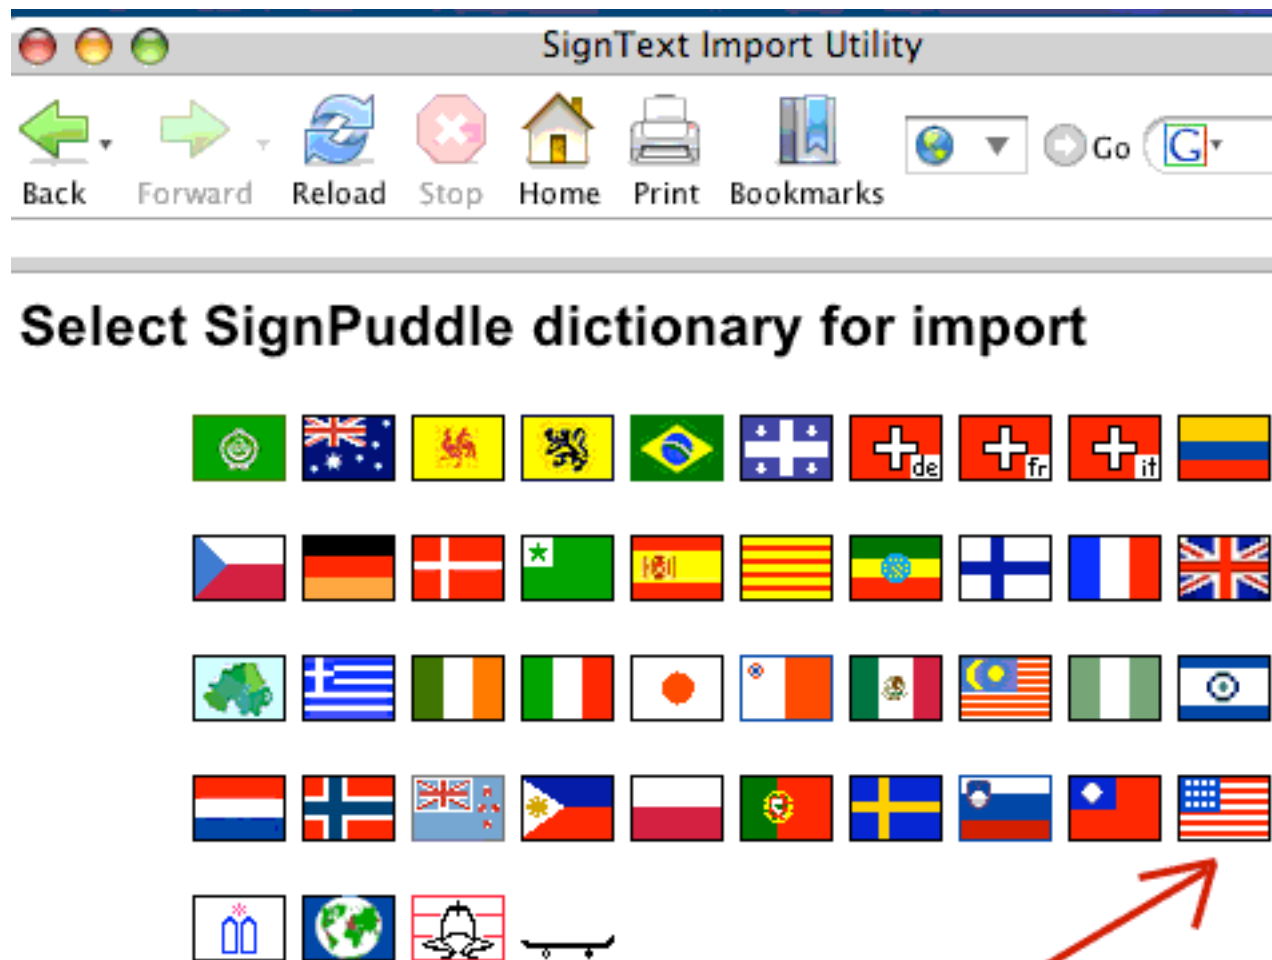 SignText Import Utility
Back Forward Reload Stop Home Print Bookmarks Go G
Select SignPuddle dictionary for import
de fr it